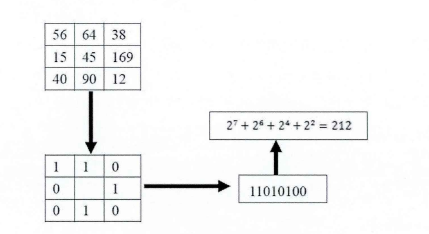 56 64 38
15 45 169
40 90 12
2⁷ + 2⁶ + 2⁴ + 2² = 212
1 1 0
0 1
0 1 0
11010100